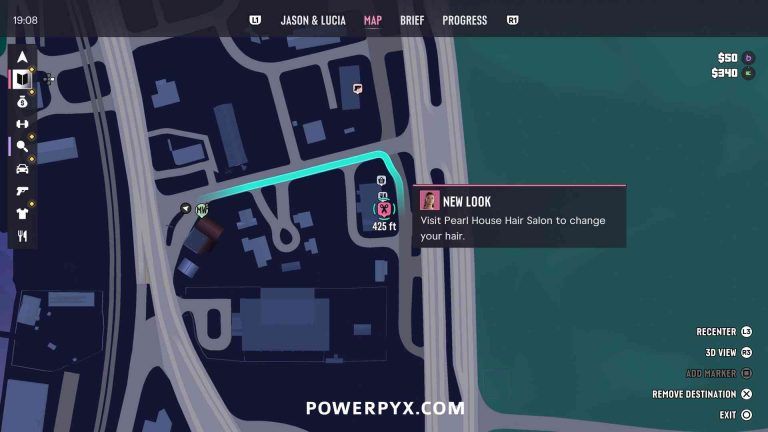 19:08
L1
JASON & LUCIA
MAP
BRIEF
PROGRESS
R1
$50
$340
NEW LOOK
Visit Pearl House Hair Salon to change
your hair.
425 ft
RECENTER L3
3D VIEW R3
ADD MARKER
REMOVE DESTINATION
EXIT
POWERPYX.COM